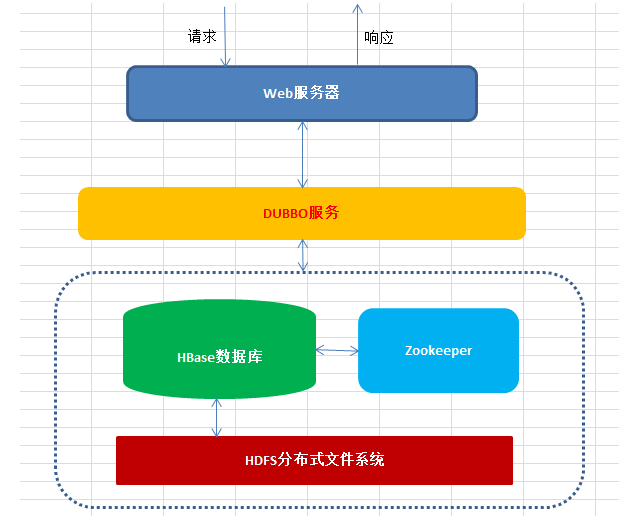 请求
响应
Web服务器
DUBBO服务
HBase数据库
Zookeeper
HDFS分布式文件系统